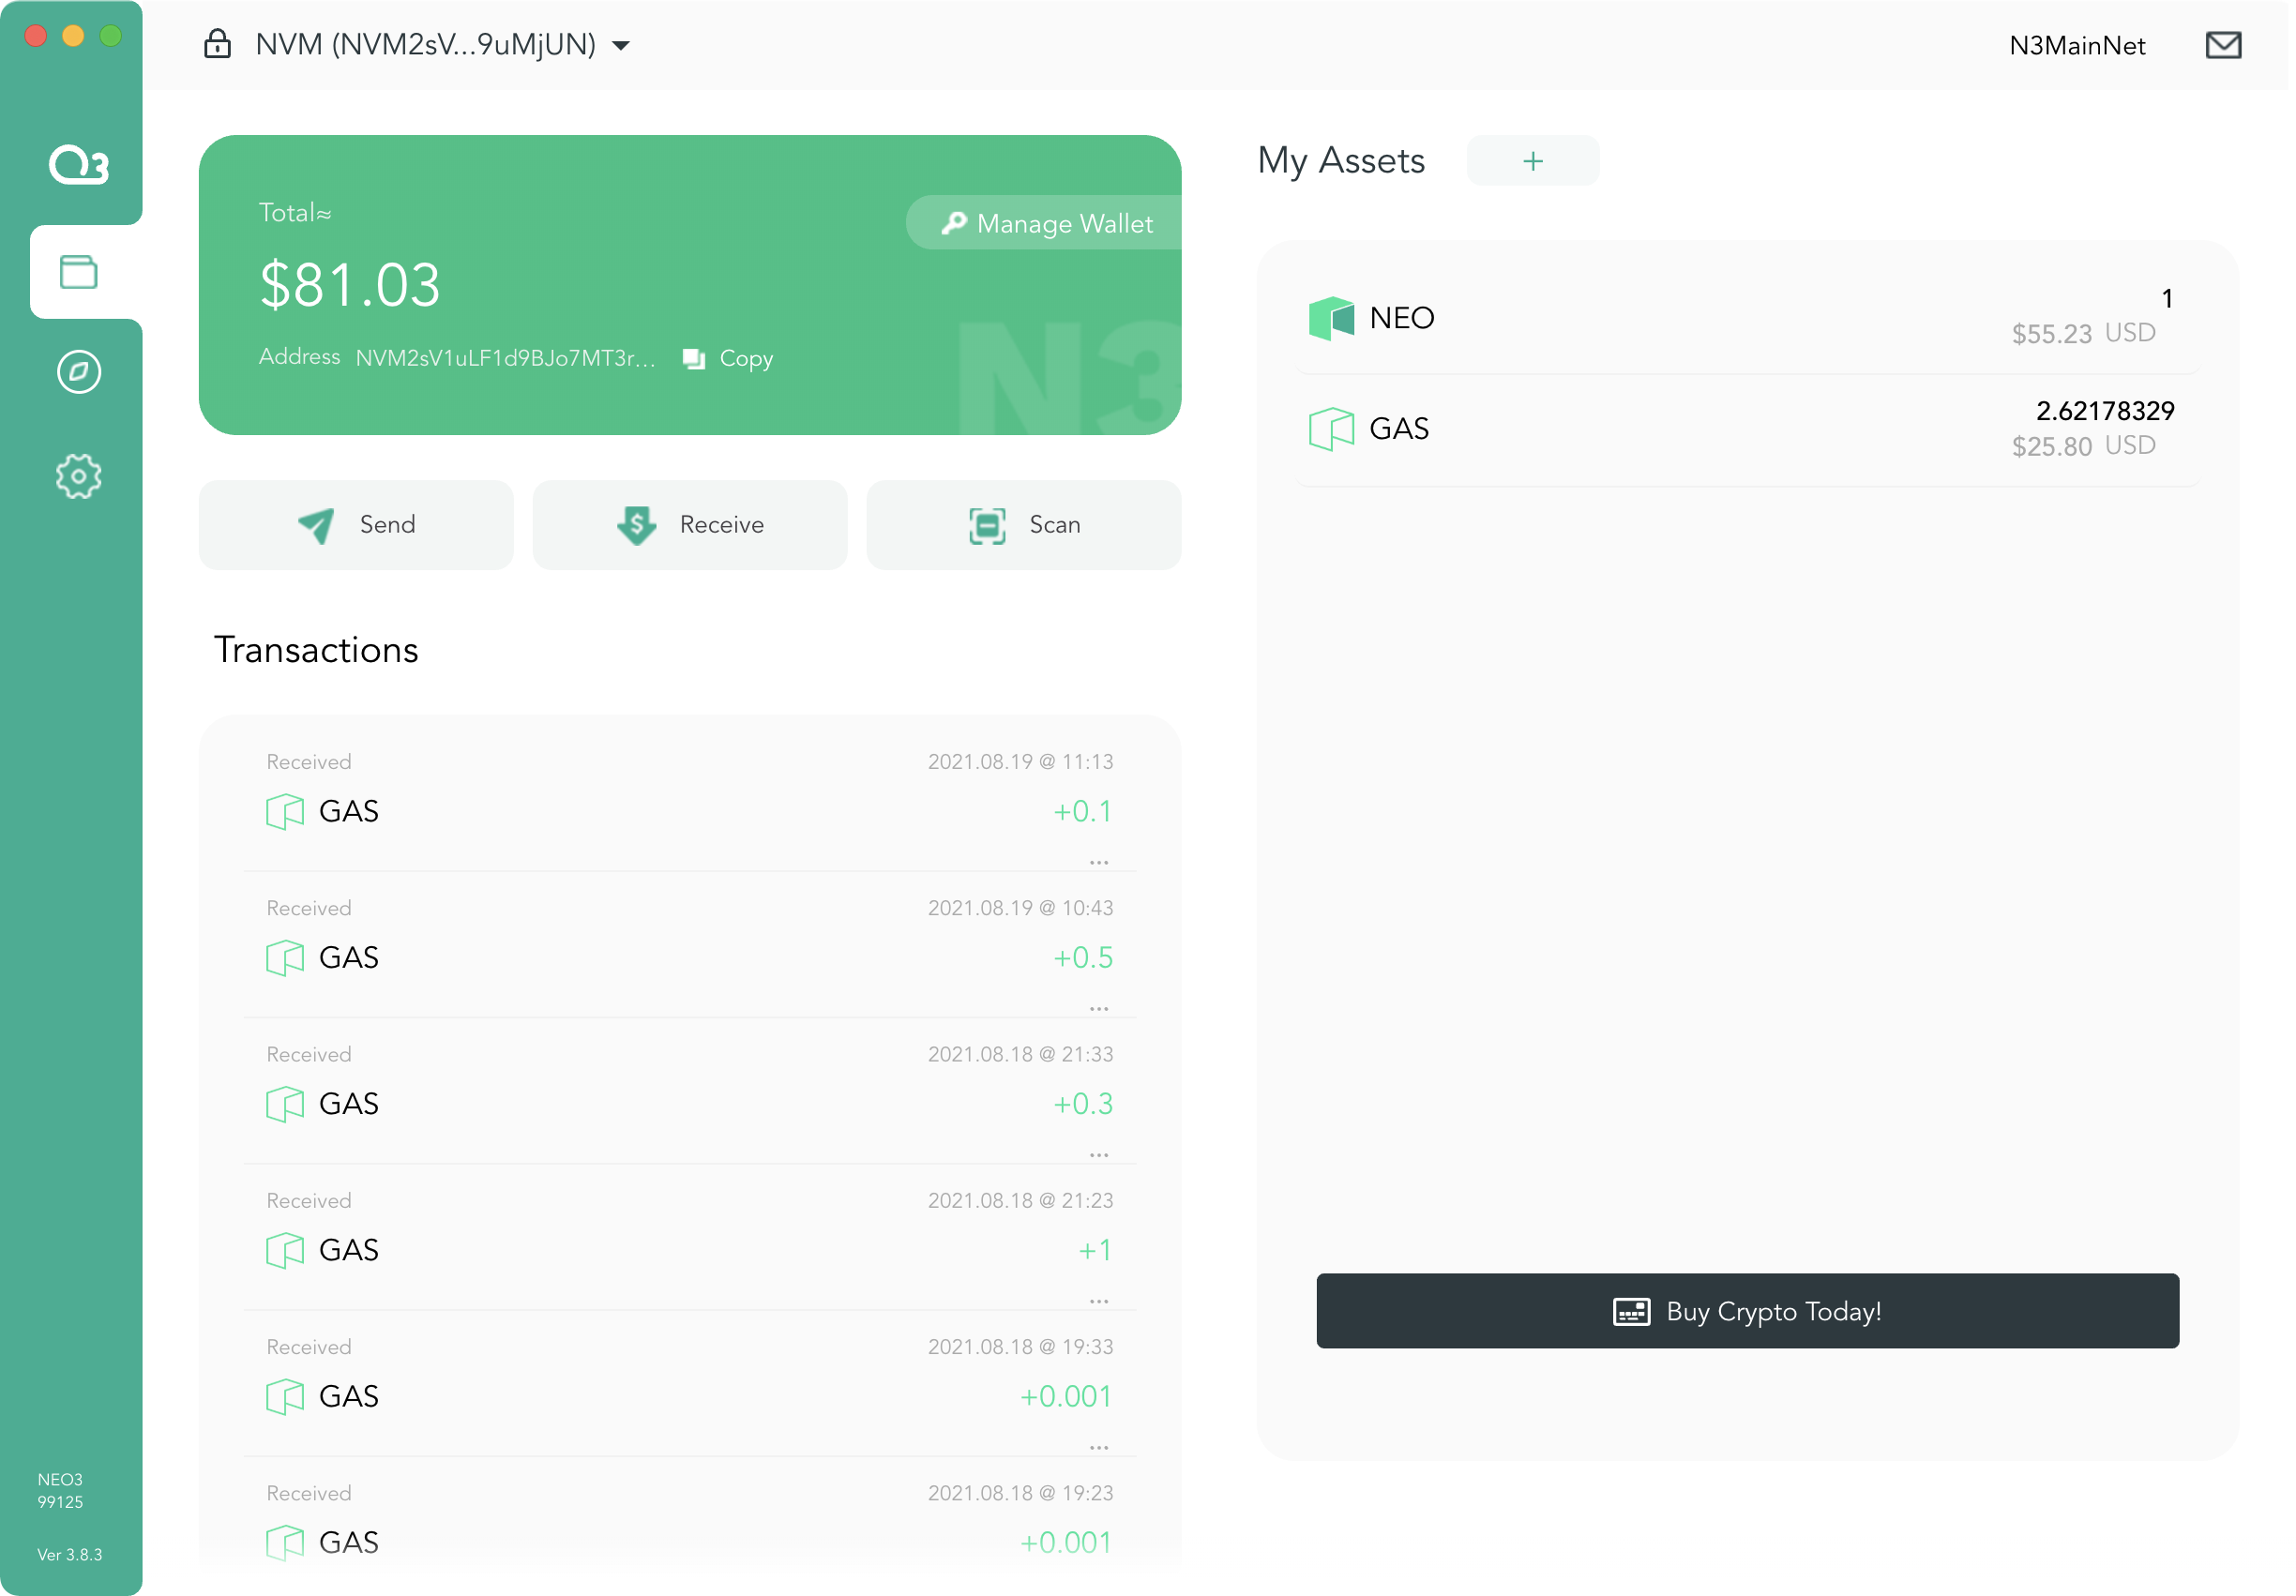 NVM (NVM2sV...9uMjUN)
N3MainNet
O3
Total≈
Manage Wallet
$81.03
Address NVM2sV1uLF1d9BJo7MT3r... Copy
N3
Send
Receive
Scan
Transactions
Received 2021.08.19 @ 11:13
GAS +0.1
...
Received 2021.08.19 @ 10:43
GAS +0.5
...
Received 2021.08.18 @ 21:33
GAS +0.3
...
Received 2021.08.18 @ 21:23
GAS +1
...
Received 2021.08.18 @ 19:33
GAS +0.001
...
Received 2021.08.18 @ 19:23
GAS +0.001
My Assets +
NEO 1
$55.23 USD
GAS 2.62178329
$25.80 USD
Buy Crypto Today!
NEO3
99125
Ver 3.8.3